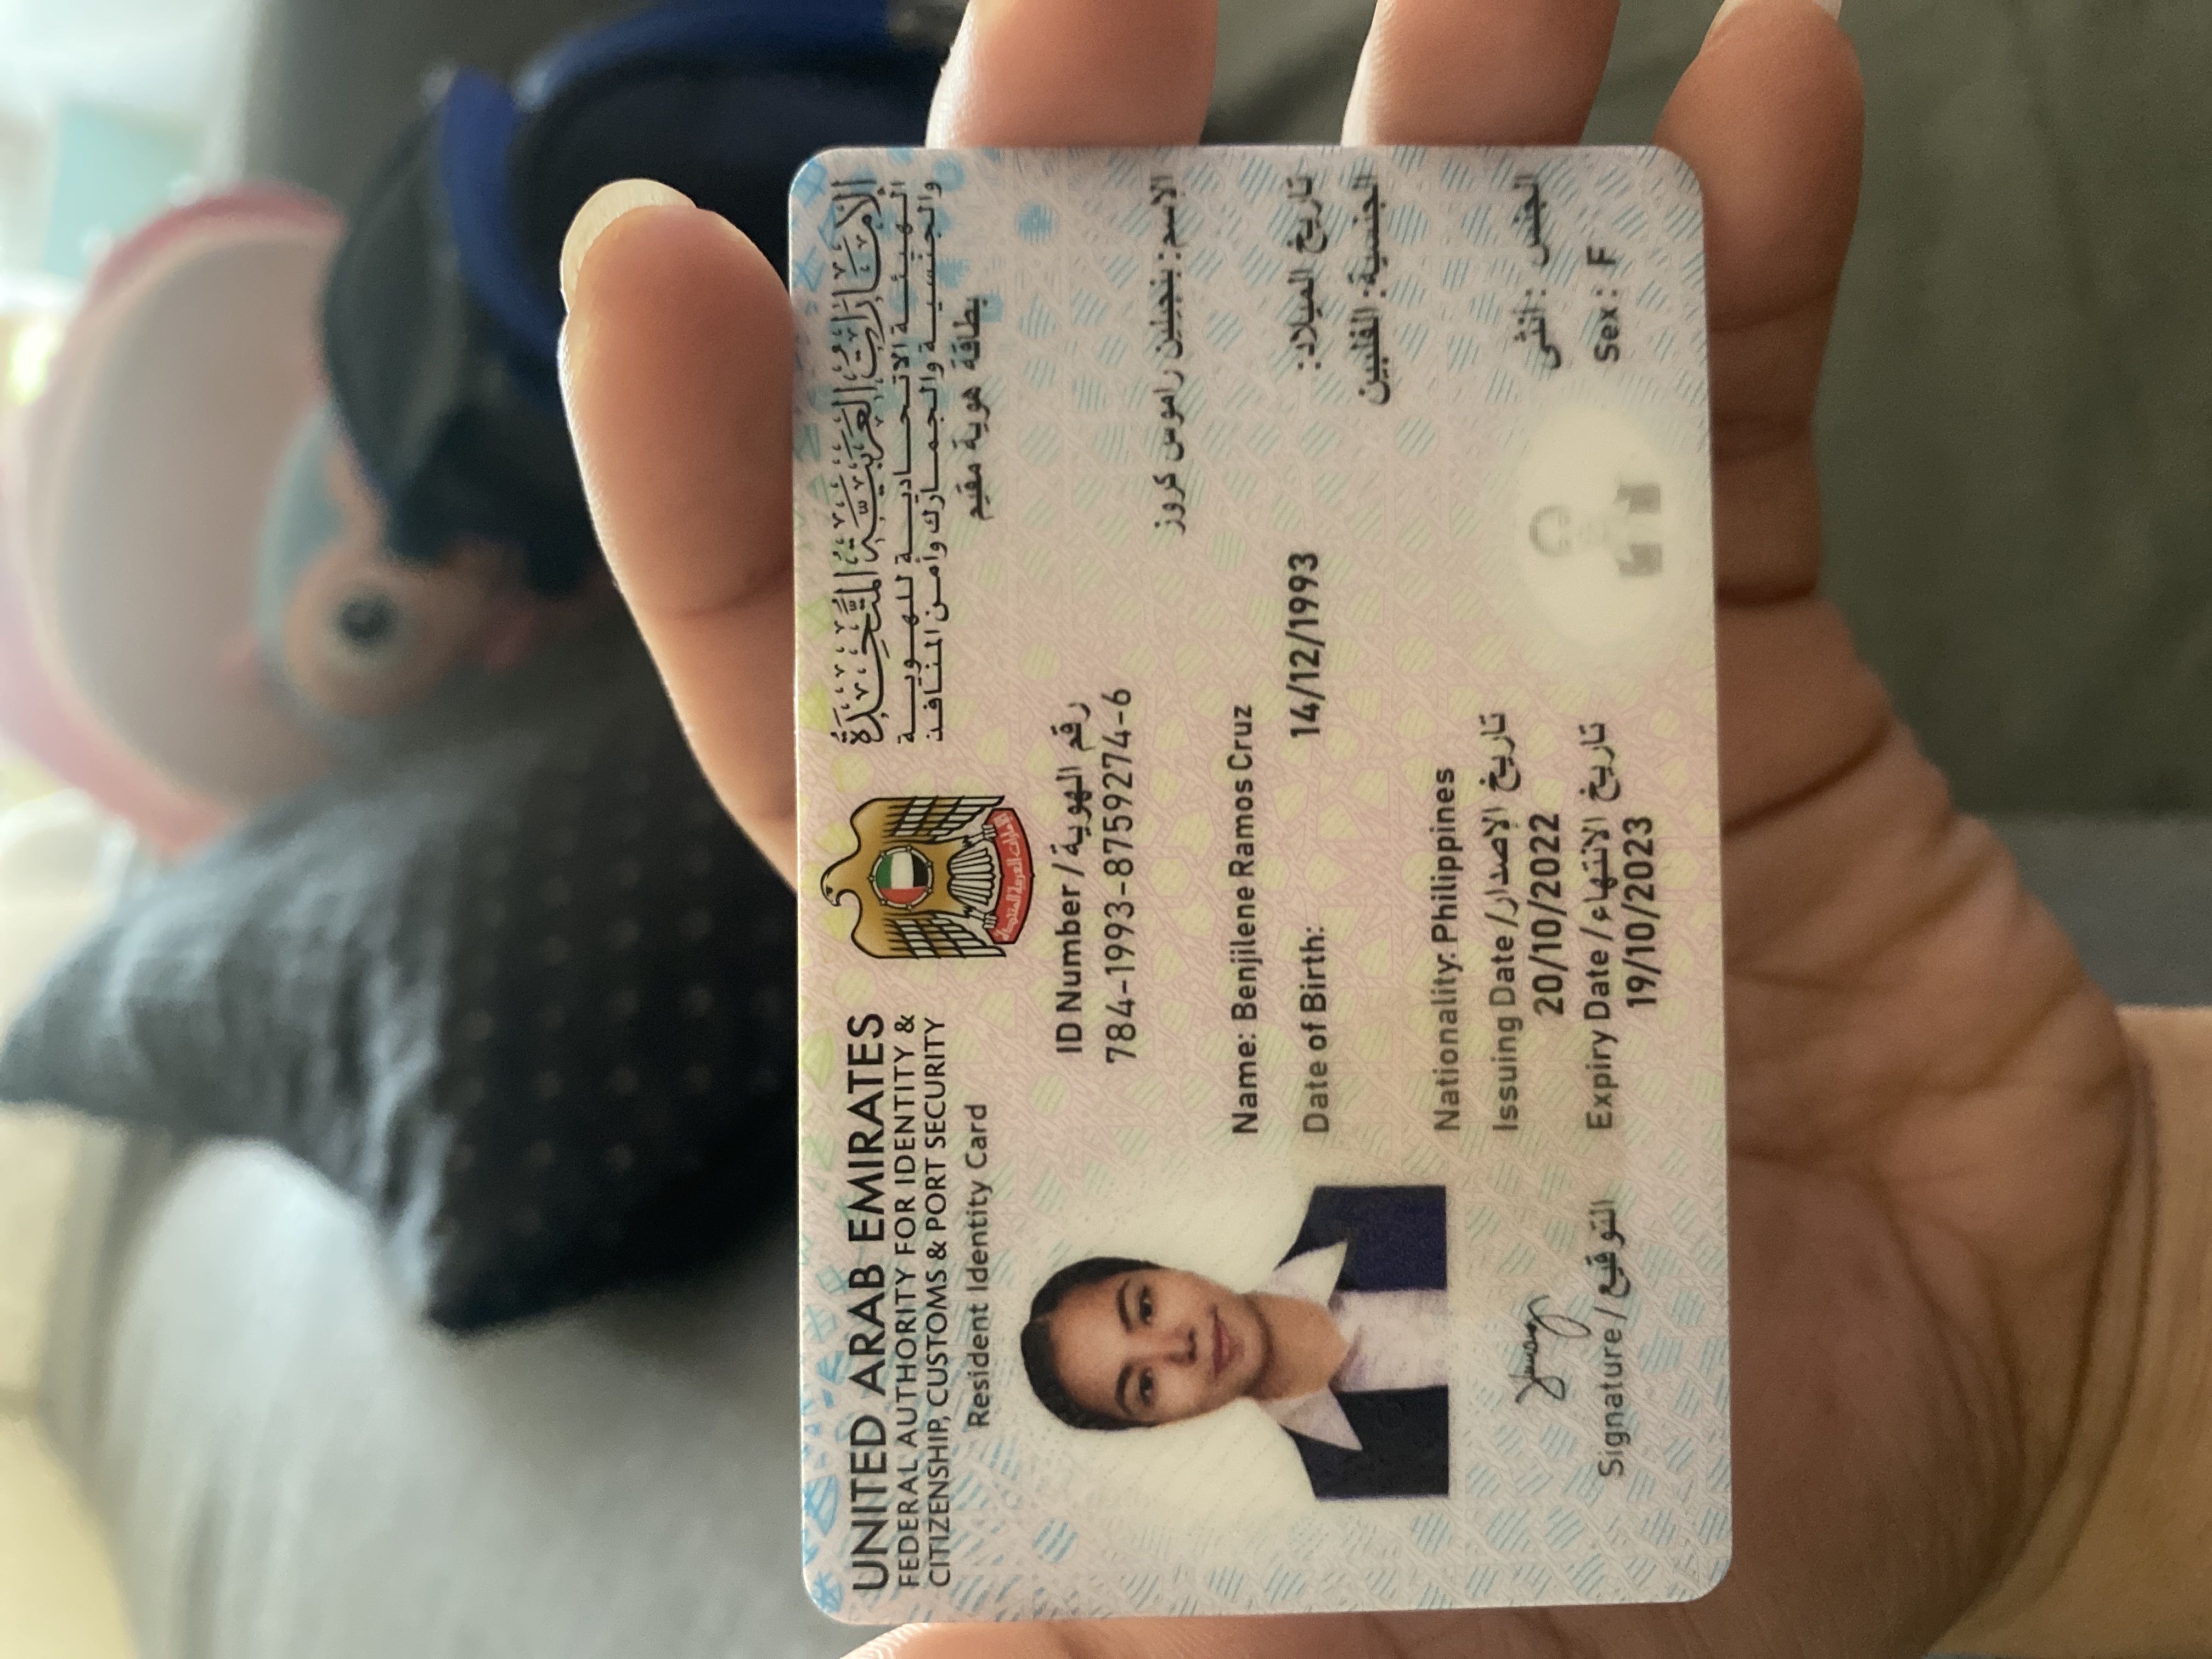 UNITED ARAB EMIRATES
FEDERAL AUTHORITY FOR IDENTITY &
CITIZENSHIP, CUSTOMS & PORT SECURITY
Resident Identity Card
الإمارات العربية المتحدة
الهيئة الاتحادية للهوية
والجنسية والجمارك وأمن المنافذ
بطاقة هوية مقيم
الإمارات العربية المتحدة
ID Number / رقم الهوية
784-1993-8759274-6
الإسم: بنجيلين راموس كروز
Name: Benjilene Ramos Cruz
Date of Birth: 14/12/1993 تاريخ الميلاد:
الجنسية: الفلبين
Nationality: Philippines
Issuing Date / تاريخ الإصدار
20/10/2022
Expiry Date / تاريخ الانتهاء
19/10/2023
الجنس : أنثى
Sex: F
Signature / التوقيع